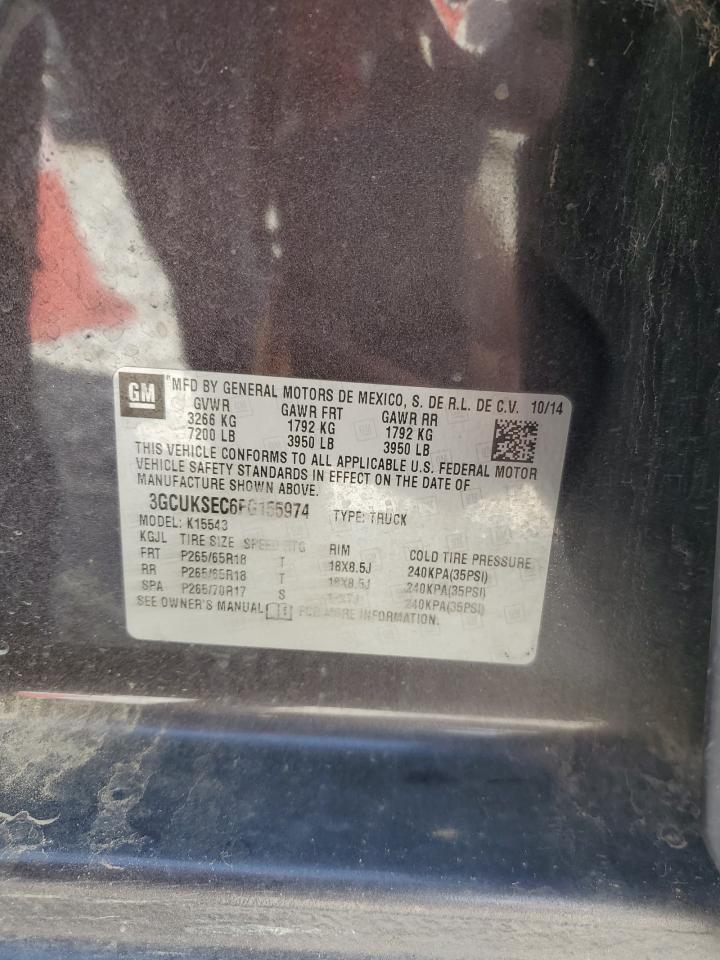 GM
MFD BY GENERAL MOTORS DE MEXICO, S. DE R.L. DE C.V. 10/14
GVWR GAWR FRT GAWR RR
3266 KG 1792 KG 1792 KG
7200 LB 3950 LB 3950 LB
THIS VEHICLE CONFORMS TO ALL APPLICABLE U.S. FEDERAL MOTOR
VEHICLE SAFETY STANDARDS IN EFFECT ON THE DATE OF
MANUFACTURE SHOWN ABOVE.
3GCUKSEC6FG155974 TYPE: TRUCK
MODEL: K15543
KGJL TIRE SIZE SPEED RTG RIM COLD TIRE PRESSURE
FRT P265/65R18 T 18X8.5J 240KPA(35PSI)
RR P265/65R18 T 18X8.5J 240KPA(35PSI)
SPA P265/70R17 S 240KPA(35PSI)
SEE OWNER'S MANUAL FOR MORE INFORMATION.